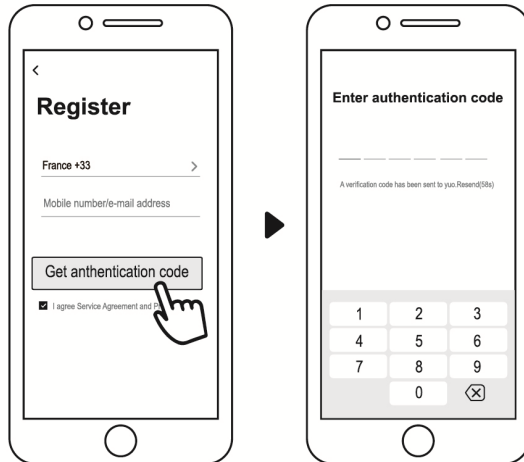 <
Register
France +33 >
Mobile number/e-mail address
Get anthentication code
I agree Service Agreement and
Enter authentication code
A verification code has been sent to yuo.Resend(58s)
1 2 3
4 5 6
7 8 9
0